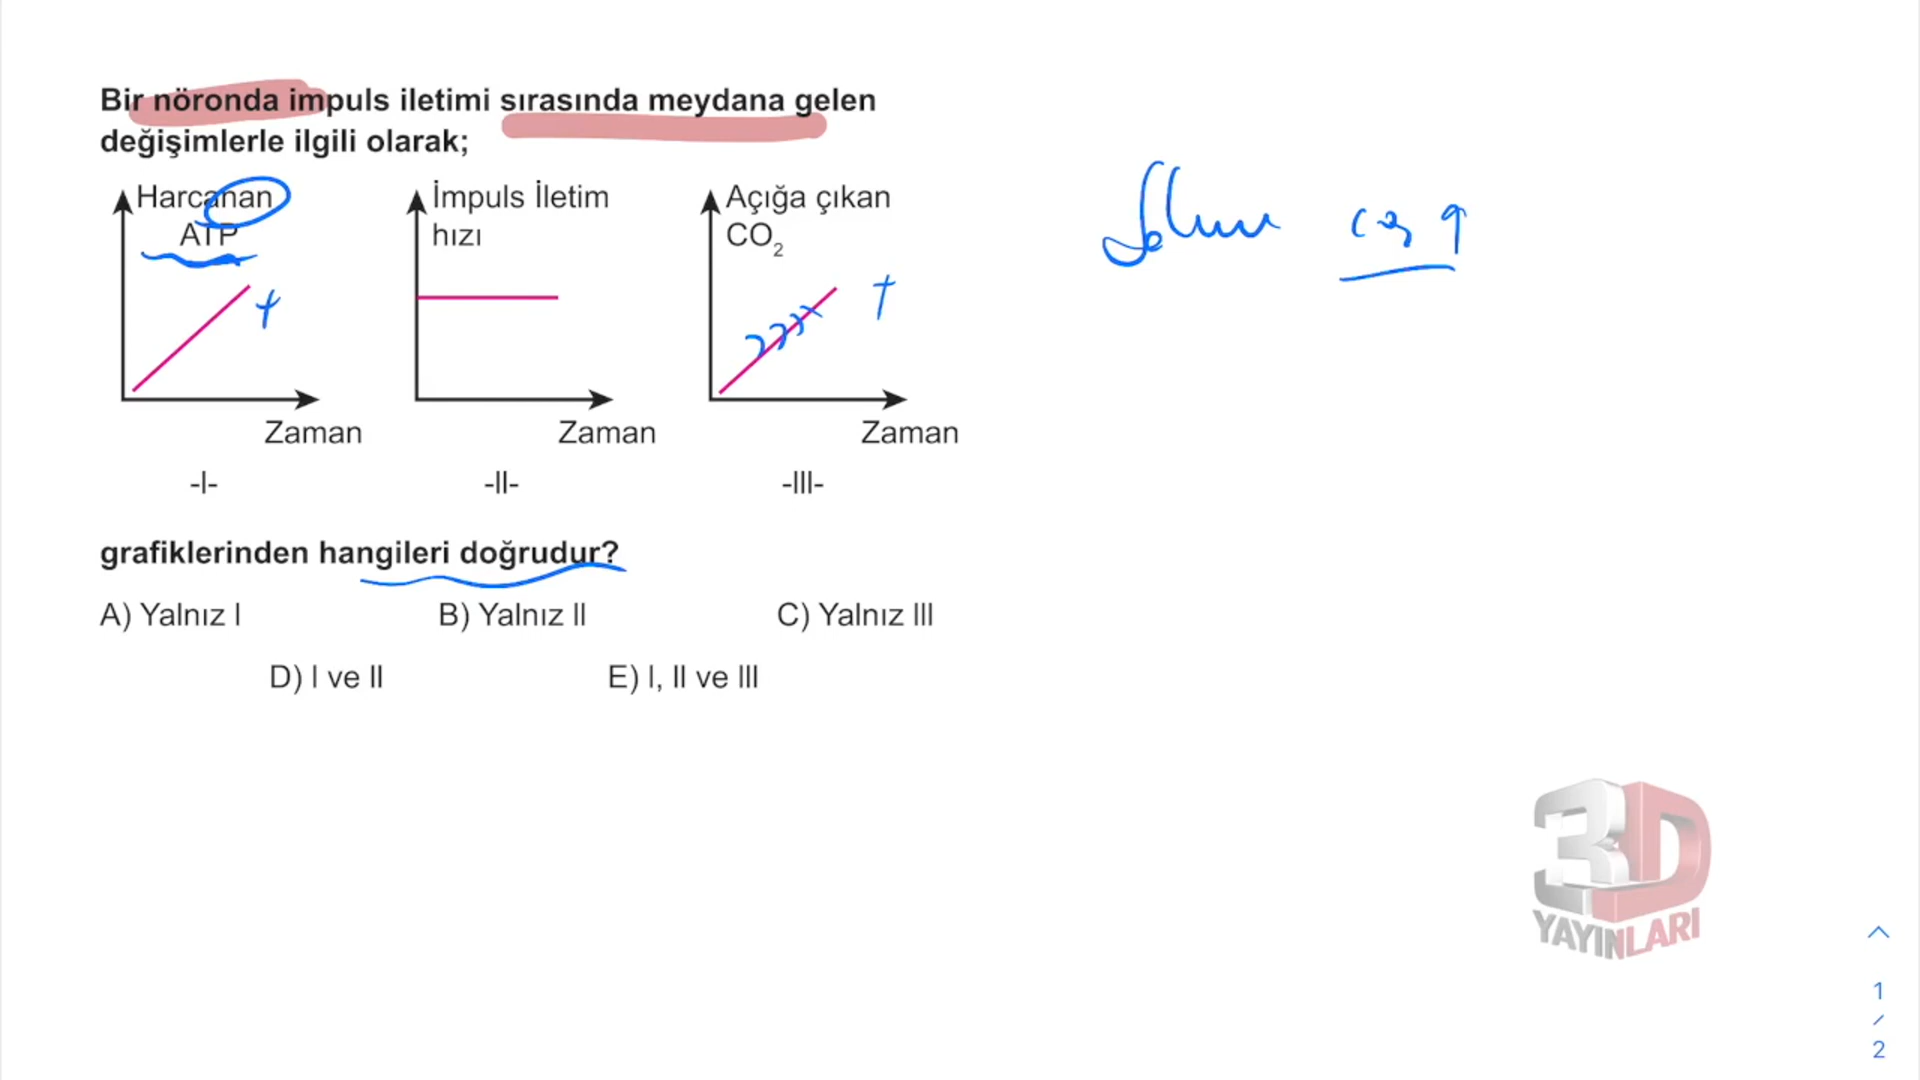 Bir nöronda impuls iletimi sırasında meydana gelen
değişimlerle ilgili olarak;
Harcanan
ATP
Zaman
-I-
İmpuls İletim
hızı
Zaman
-II-
Açığa çıkan
CO₂
Zaman
-III-
grafiklerinden hangileri doğrudur?
A) Yalnız I
B) Yalnız II
C) Yalnız III
D) I ve II
E) I, II ve III
3D
YAYINLARI
1
/
2